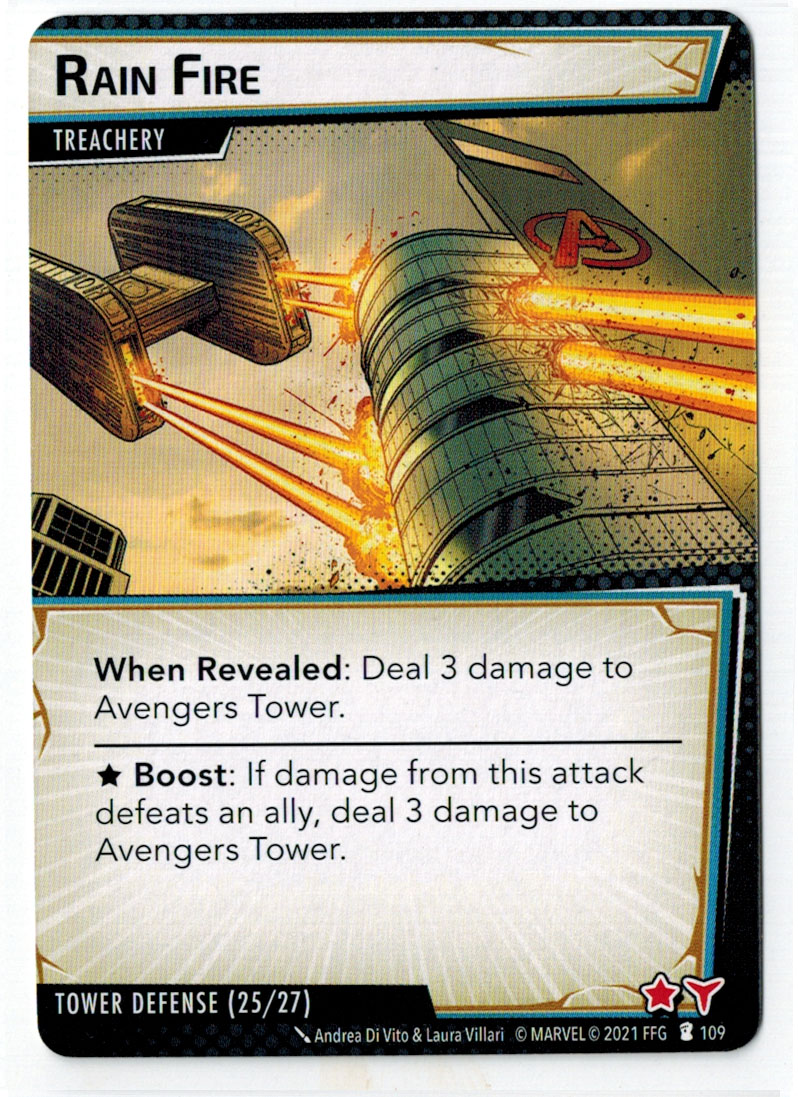 RAIN FIRE
TREACHERY
When Revealed: Deal 3 damage to
Avengers Tower.
★ Boost: If damage from this attack
defeats an ally, deal 3 damage to
Avengers Tower.
TOWER DEFENSE (25/27)
Andrea Di Vito & Laura Villari © MARVEL © 2021 FFG 109